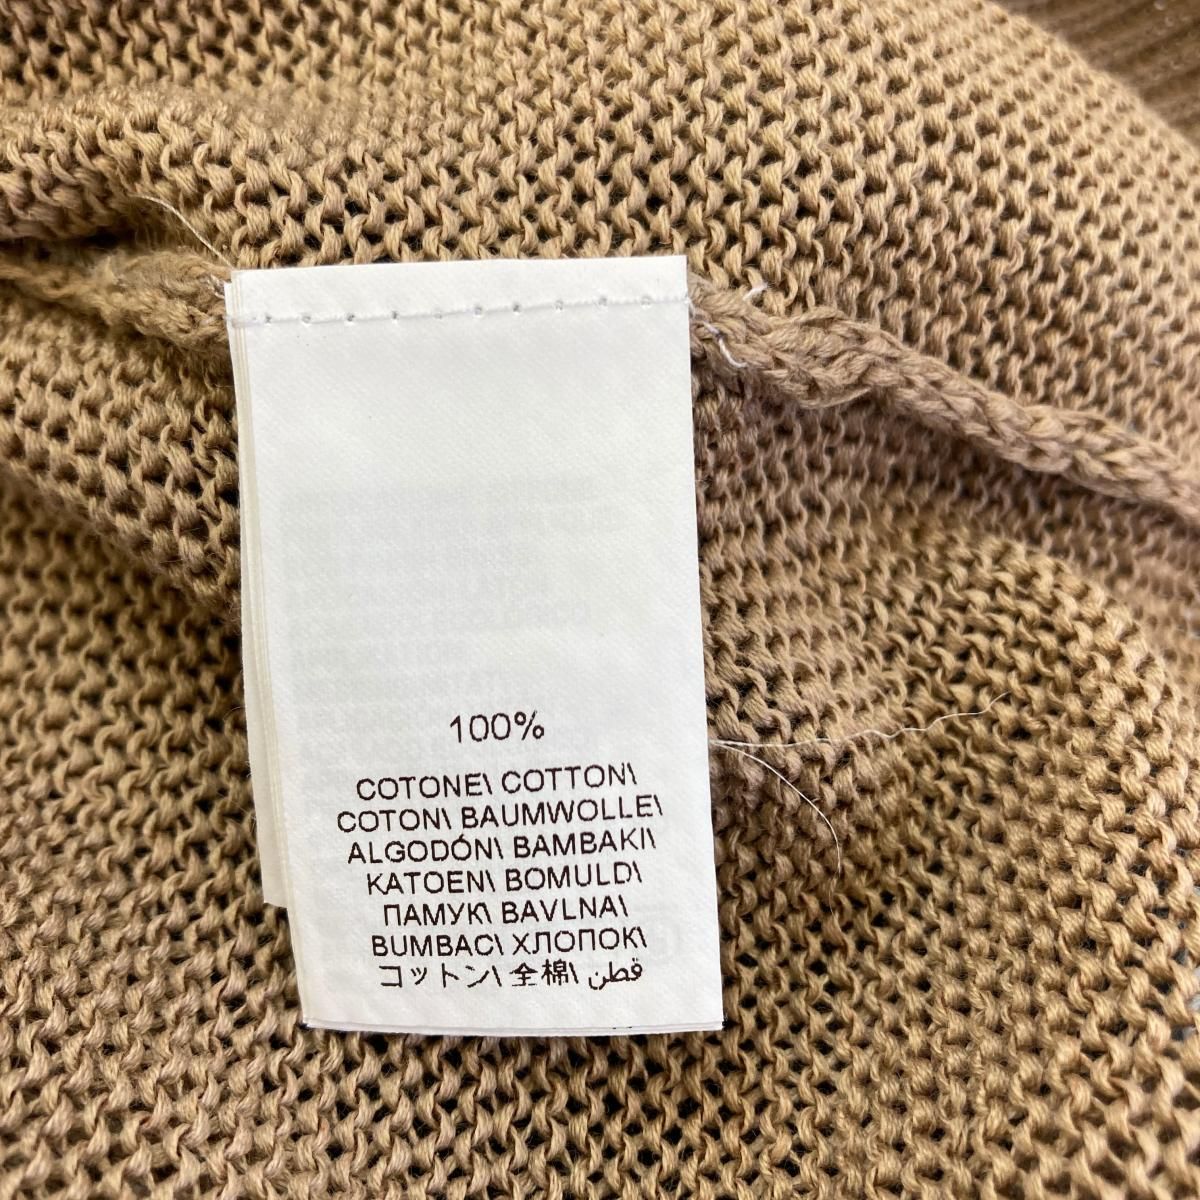 100%
COTONE\ COTTON\
COTON\ BAUMWOLLE\
ALGODÓN\ BAMBAKI\
KATOEN\ BOMULD\
ПАМУК\ BAVLNA\
BUMBAC\ ХЛОПОК\
コットン\ 全棉\ قطن